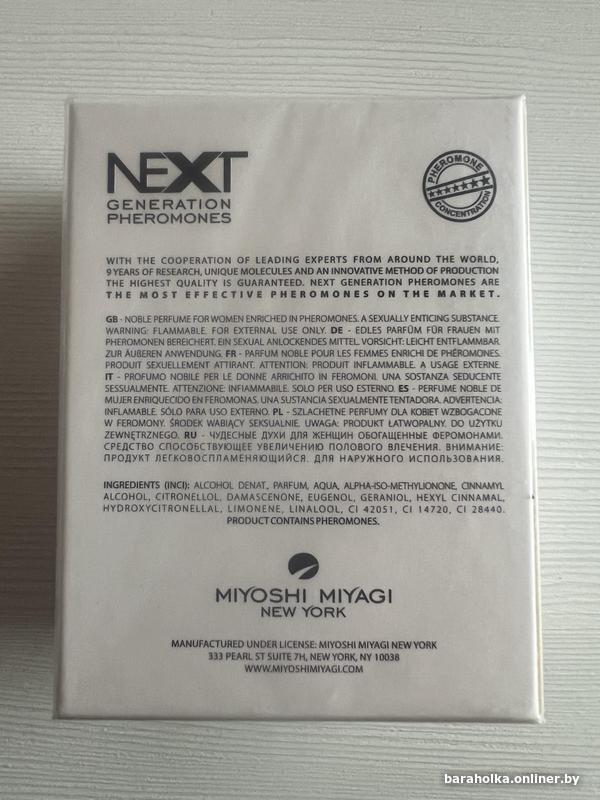 NEXT
GENERATION
PHEROMONES
PHEROMONE
CONCENTRATION
WITH THE COOPERATION OF LEADING EXPERTS FROM AROUND THE WORLD,
9 YEARS OF RESEARCH, UNIQUE MOLECULES AND AN INNOVATIVE METHOD OF PRODUCTION
THE HIGHEST QUALITY IS GUARANTEED. NEXT GENERATION PHEROMONES ARE
THE MOST EFFECTIVE PHEROMONES ON THE MARKET.
GB - NOBLE PERFUME FOR WOMEN ENRICHED IN PHEROMONES. A SEXUALLY ENTICING SUBSTANCE.
WARNING: FLAMMABLE. FOR EXTERNAL USE ONLY. DE - EDLES PARFÜM FÜR FRAUEN MIT
PHEROMONEN BEREICHERT. EIN SEXUAL ANLOCKENDES MITTEL. VORSICHT: LEICHT ENTFLAMMBAR.
ZUR ÄUßEREN ANWENDUNG. FR - PARFUM NOBLE POUR LES FEMMES ENRICHI DE PHÉROMONES.
PRODUIT SEXUELLEMENT ATTIRANT. ATTENTION: PRODUIT INFLAMMABLE. A USAGE EXTERNE.
IT - PROFUMO NOBILE PER LE DONNE ARRICHITO IN FEROMONI. UNA SOSTANZA SEDUCENTE
SESSUALMENTE. ATTENZIONE: INFIAMMABILE. SOLO PER USO ESTERNO. ES - PERFUME NOBLE DE
MUJER ENRIQUECIDO EN FEROMONAS. UNA SUSTANCIA SEXUALMENTE TENTADORA. ADVERTENCIA:
INFLAMABLE. SÓLO PARA USO EXTERNO. PL - SZLACHETNE PERFUMY DLA KOBIET WZBOGACONE
W FEROMONY. ŚRODEK WABIĄCY SEKSUALNIE. UWAGA: PRODUKT ŁATWOPALNY. DO UŻYTKU
ZEWNĘTRZNEGO. RU - ЧУДЕСНЫЕ ДУХИ ДЛЯ ЖЕНЩИН ОБОГАЩЕННЫЕ ФЕРОМОНАМИ.
СРЕДСТВО СПОСОБСТВУЮЩЕЕ УВЕЛИЧЕНИЮ ПОЛОВОГО ВЛЕЧЕНИЯ. ВНИМАНИЕ:
ПРОДУКТ ЛЕГКОВОСПЛАМЕНЯЮЩИЙСЯ. ДЛЯ НАРУЖНОГО ИСПОЛЬЗОВАНИЯ.
INGREDIENTS (INCI): ALCOHOL DENAT., PARFUM, AQUA, ALPHA-ISO-METHYLIONONE, CINNAMYL
ALCOHOL, CITRONELLOL, DAMASCENONE, EUGENOL, GERANIOL, HEXYL CINNAMAL,
HYDROXYCITRONELLAL, LIMONENE, LINALOOL, CI 42051, CI 14720, CI 28440.
PRODUCT CONTAINS PHEROMONES.
MIYOSHI MIYAGI
NEW YORK
MANUFACTURED UNDER LICENSE: MIYOSHI MIYAGI NEW YORK
333 PEARL ST SUITE 7H, NEW YORK, NY 10038
WWW.MIYOSHIMIYAGI.COM
baraholka.onliner.by